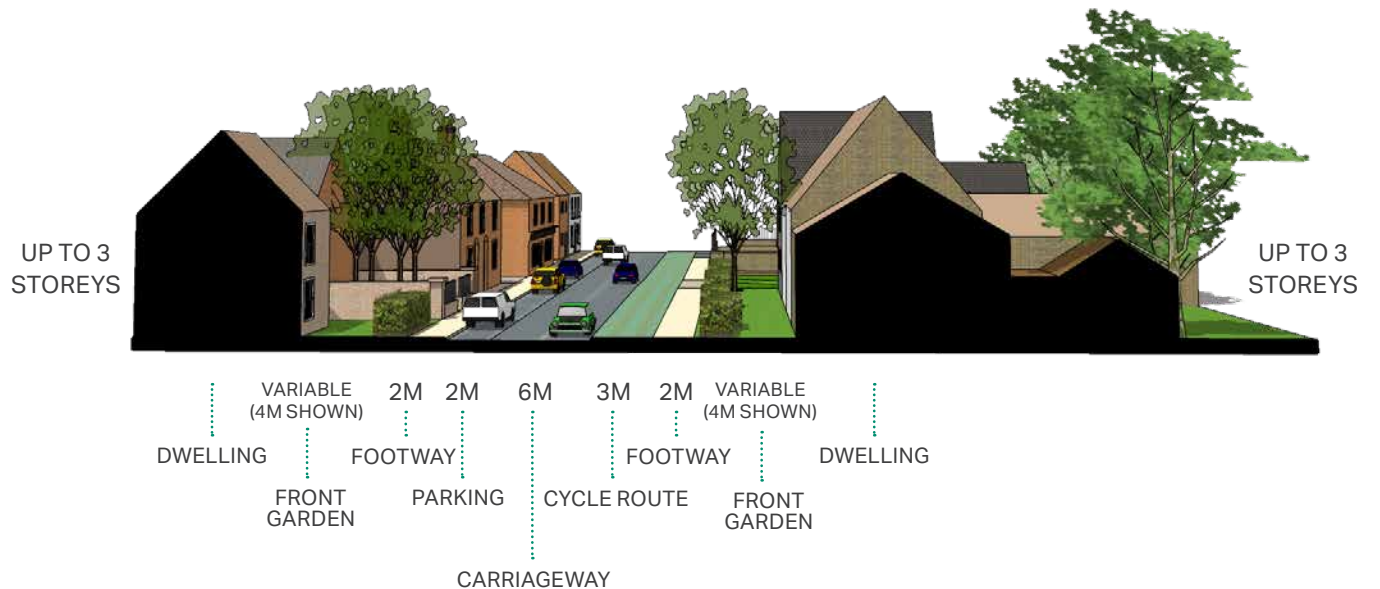 UP TO 3
STOREYS
UP TO 3
STOREYS
VARIABLE
(4M SHOWN)
2M
2M
6M
3M
2M
VARIABLE
(4M SHOWN)
DWELLING
FOOTWAY
FOOTWAY
DWELLING
FRONT
GARDEN
PARKING
CYCLE ROUTE
FRONT
GARDEN
CARRIAGEWAY